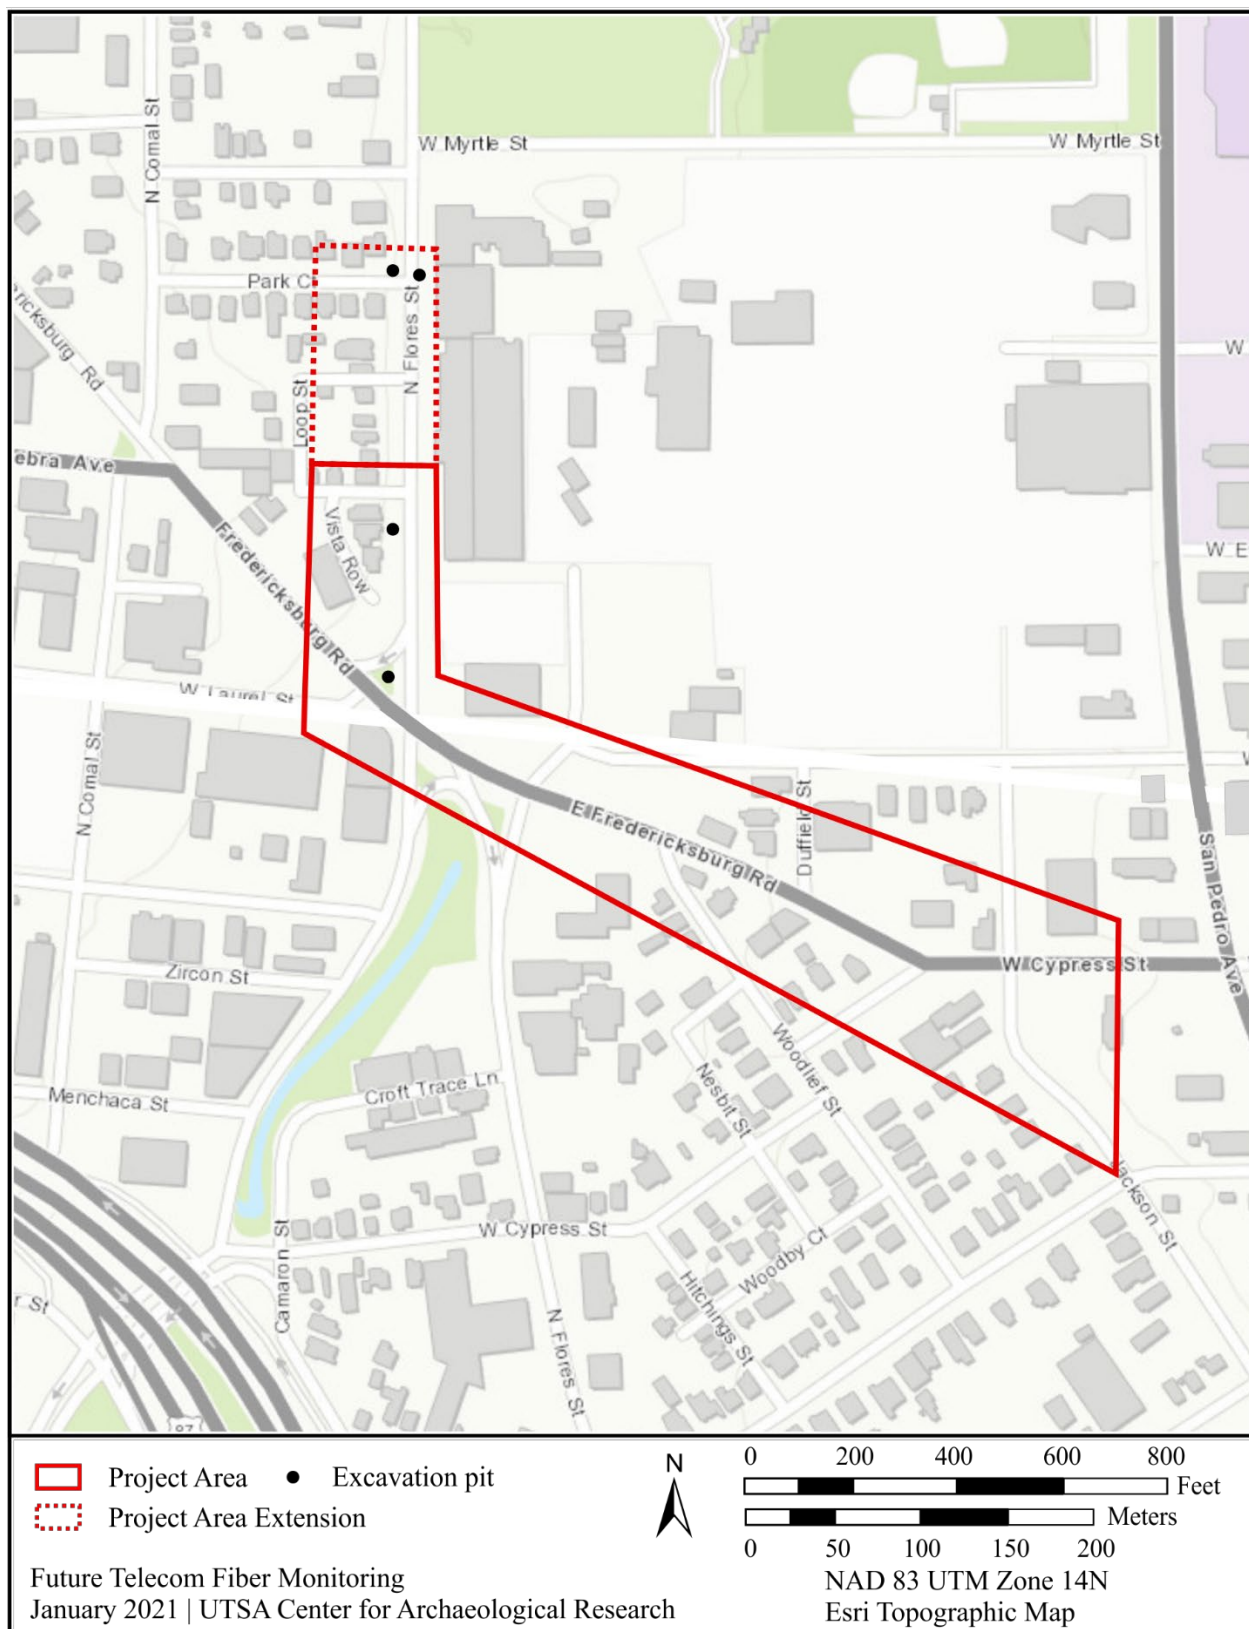 W Myrtle St
W Myrtle St
N Comal St
Park C
N Flores St
W
ericksburg Rd
Loop St
ebra Ave
Vista Row
W E
Fredericksburg Rd
W Laurel St
N Comal St
E Fredericksburg Rd
Duffield St
San Pedro Ave
Zircon St
W Cypress St
Woodlief St
Nesbit St
Croft Trace Ln
Menchaca St
Jackson St
W Cypress St
Camaron St
Woodby Ct
Hitchings St
r St
N Flores St
87
Project Area
Excavation pit
Project Area Extension
N
0 200 400 600 800
Feet
Meters
0 50 100 150 200
Future Telecom Fiber Monitoring
January 2021 | UTSA Center for Archaeological Research
NAD 83 UTM Zone 14N
Esri Topographic Map